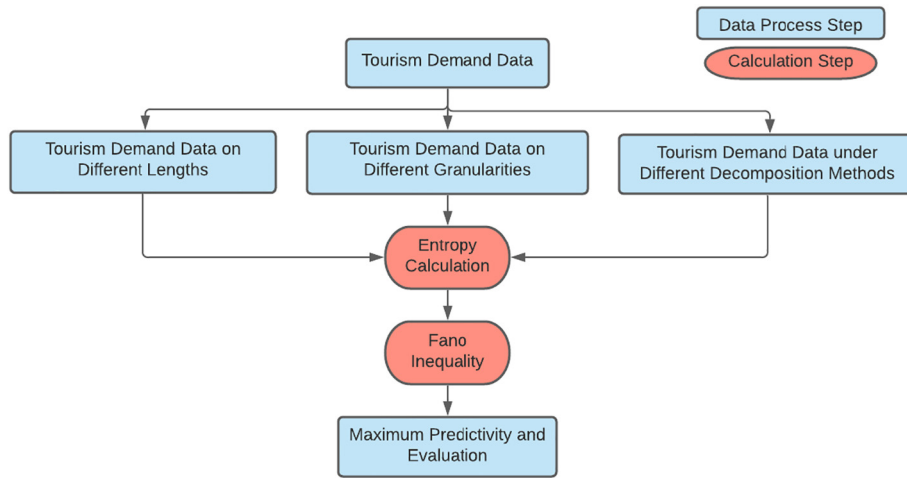 Data Process Step
Calculation Step
Tourism Demand Data
Tourism Demand Data on
Different Lengths
Tourism Demand Data on
Different Granularities
Tourism Demand Data under
Different Decomposition Methods
Entropy
Calculation
Fano
Inequality
Maximum Predictivity and
Evaluation